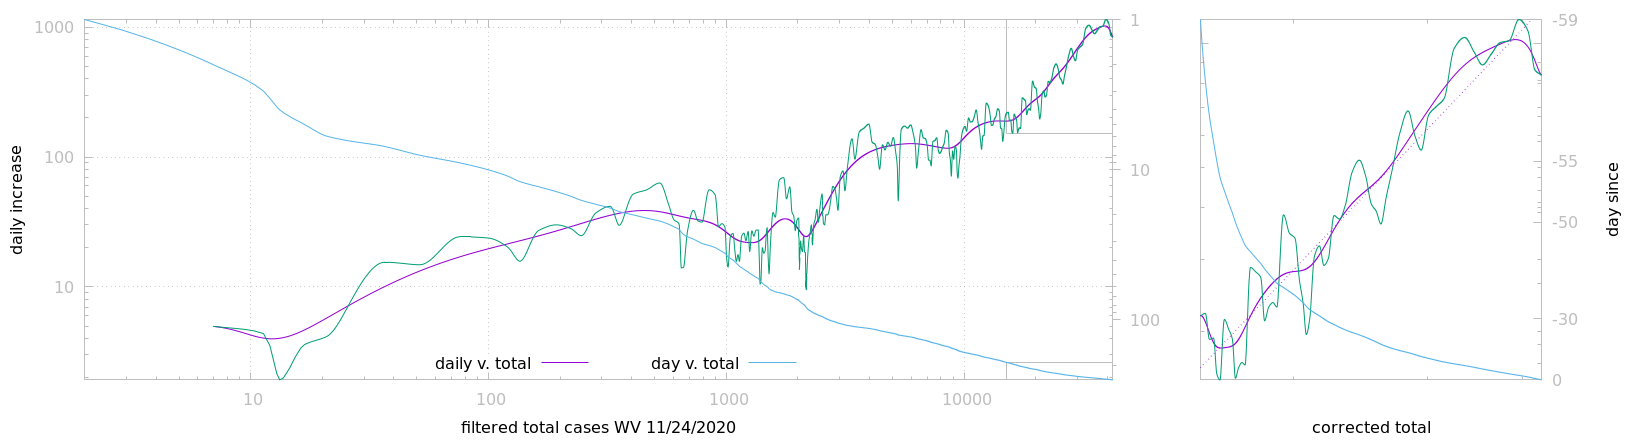 1000
100
10
daily increase
10
100
1000
10000
filtered total cases WV 11/24/2020
daily v. total
day v. total
1
10
100
-59
-55
-50
-30
0
day since
corrected total